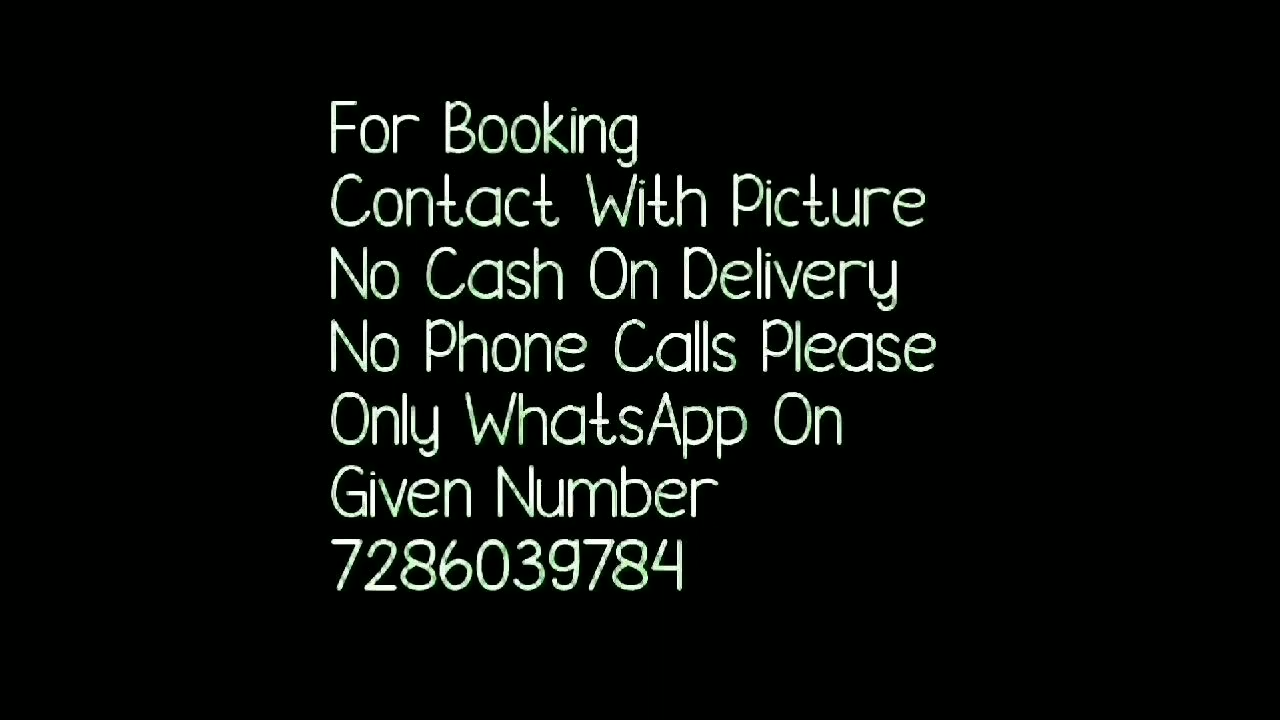 For Booking
Contact With Picture
No Cash On Delivery
No Phone Calls Please
Only WhatsApp On
Given Number
7286039784